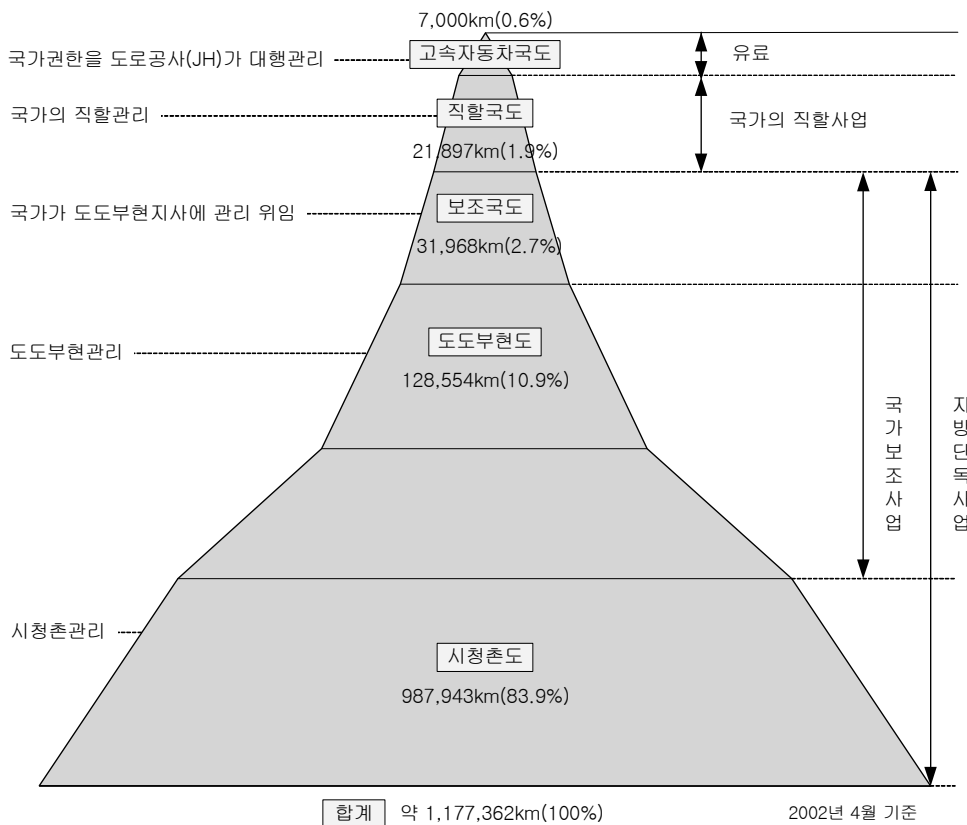 7,000km(0.6%)
국가권한을 도로공사(JH)가 대행관리
고속자동차국도
유료
국가의 직할관리
직할국도
국가의 직할사업
21,897km(1.9%)
국가가 도도부현지사에 관리 위임
보조국도
31,968km(2.7%)
도도부현관리
도도부현도
128,554km(10.9%)
국가보조사업
지방단독사업
시청촌관리
시청촌도
987,943km(83.9%)
합계 약 1,177,362km(100%)
2002년 4월 기준